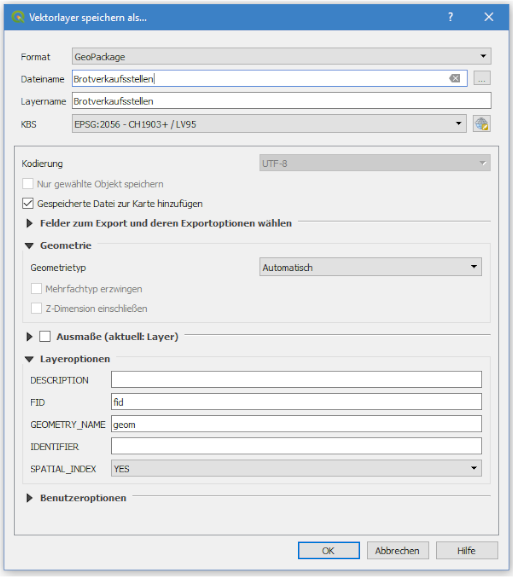 Vektorlayer speichern als...
Format GeoPackage
Dateiname Brotverkaufsstellen
Layername Brotverkaufsstellen
KBS EPSG:2056 - CH1903+ / LV95
Kodierung UTF-8
Nur gewählte Objekt speichern
Gespeicherte Datei zur Karte hinzufügen
Felder zum Export und deren Exportoptionen wählen
Geometrie
Geometrietyp Automatisch
Mehrfachtyp erzwingen
Z-Dimension einschließen
Ausmaße (aktuell: Layer)
Layeroptionen
DESCRIPTION
FID fid
GEOMETRY_NAME geom
IDENTIFIER
SPATIAL_INDEX YES
Benutzeroptionen
OK Abbrechen Hilfe